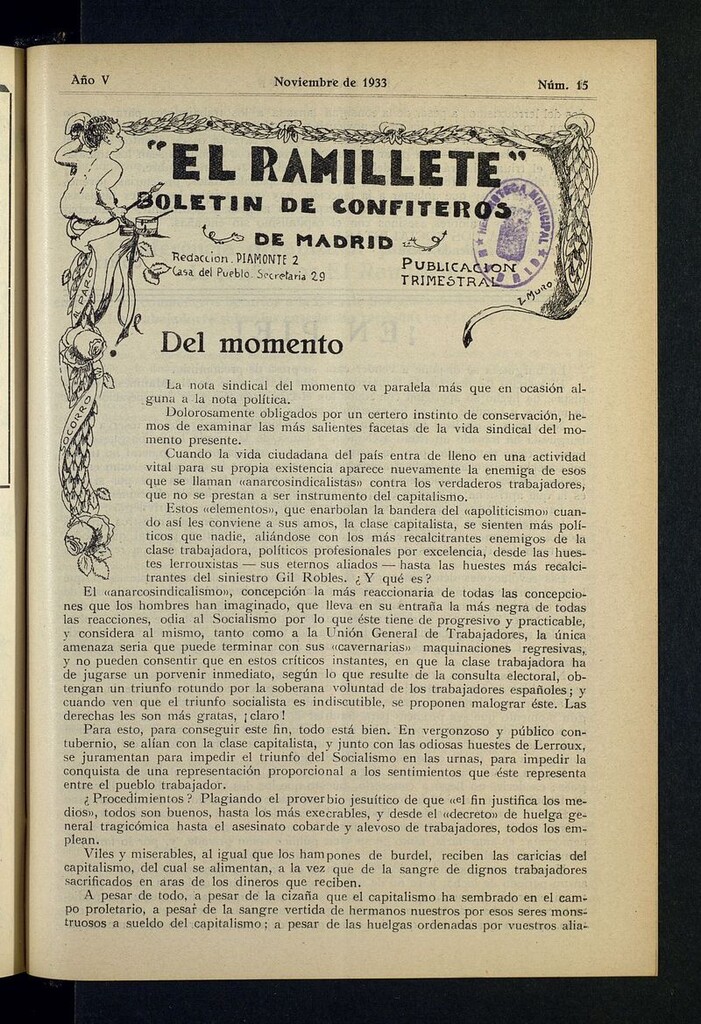 Año V Noviembre de 1933 Núm. 15
"EL RAMILLETE"
BOLETIN DE CONFITEROS
DE MADRID
Redaccion. PIAMONTE 2
Casa del Pueblo. Secretaria 29
PUBLICACION
TRIMESTRAL
HEMEROTECA MUNICIPAL
MADRID
L. MURO
AL PARO
SOCORRO
Del momento
La nota sindical del momento va paralela más que en ocasión al-
guna a la nota política.
Dolorosamente obligados por un certero instinto de conservación, he-
mos de examinar las más salientes facetas de la vida sindical del mo-
mento presente.
Cuando la vida ciudadana del país entra de lleno en una actividad
vital para su propia existencia aparece nuevamente la enemiga de esos
que se llaman «anarcosindicalistas» contra los verdaderos trabajadores,
que no se prestan a ser instrumento del capitalismo.
Estos «elementos», que enarbolan la bandera del «apoliticismo» cuan-
do así les conviene a sus amos, la clase capitalista, se sienten más polí-
ticos que nadie, aliándose con los más recalcitrantes enemigos de la
clase trabajadora, políticos profesionales por excelencia, desde las hues-
tes lerrouxistas — sus eternos aliados — hasta las huestes más recalci-
trantes del siniestro Gil Robles. ¿Y qué es?
El «anarcosindicalismo», concepción la más reaccionaria de todas las concepcio-
nes que los hombres han imaginado, que lleva en su entraña la más negra de todas
las reacciones, odia al Socialismo por lo que éste tiene de progresivo y practicable,
y considera al mismo, tanto como a la Unión General de Trabajadores, la única
amenaza seria que puede terminar con sus «cavernarias» maquinaciones regresivas,
y no pueden consentir que en estos críticos instantes, en que la clase trabajadora ha
de jugarse un porvenir inmediato, según lo que resulte de la consulta electoral, ob-
tengan un triunfo rotundo por la soberana voluntad de los trabajadores españoles; y
cuando ven que el triunfo socialista es indiscutible, se proponen malograr éste. Las
derechas les son más gratas, ¡claro!
Para esto, para conseguir este fin, todo está bien. En vergonzoso y público con-
tubernio, se alían con la clase capitalista, y junto con las odiosas huestes de Lerroux,
se juramentan para impedir el triunfo del Socialismo en las urnas, para impedir la
conquista de una representación proporcional a los sentimientos que éste representa
entre el pueblo trabajador.
¿Procedimientos? Plagiando el proverbio jesuítico de que «el fin justifica los me-
dios», todos son buenos, hasta los más execrables, y desde el «decreto» de huelga ge-
neral tragicómica hasta el asesinato cobarde y alevoso de trabajadores, todos los em-
plean.
Viles y miserables, al igual que los hampones de burdel, reciben las caricias del
capitalismo, del cual se alimentan, a la vez que de la sangre de dignos trabajadores
sacrificados en aras de los dineros que reciben.
A pesar de todo, a pesar de la cizaña que el capitalismo ha sembrado en el cam-
po proletario, a pesar de la sangre vertida de hermanos nuestros por esos seres mons-
truosos a sueldo del capitalismo; a pesar de las huelgas ordenadas por vuestros alia-